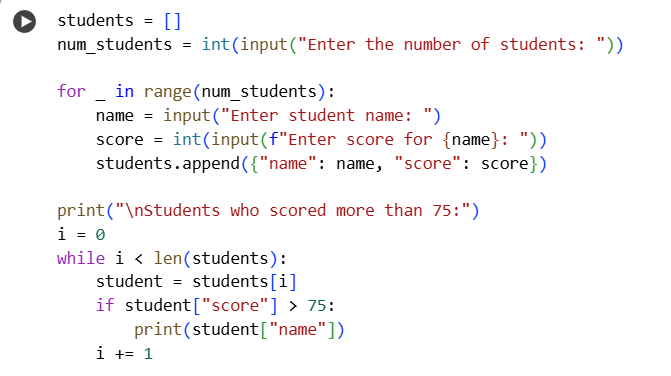 students = []
num_students = int(input("Enter the number of students: "))

for _ in range(num_students):
    name = input("Enter student name: ")
    score = int(input(f"Enter score for {name}: "))
    students.append({"name": name, "score": score})

print("\nStudents who scored more than 75:")
i = 0
while i < len(students):
    student = students[i]
    if student["score"] > 75:
        print(student["name"])
    i += 1